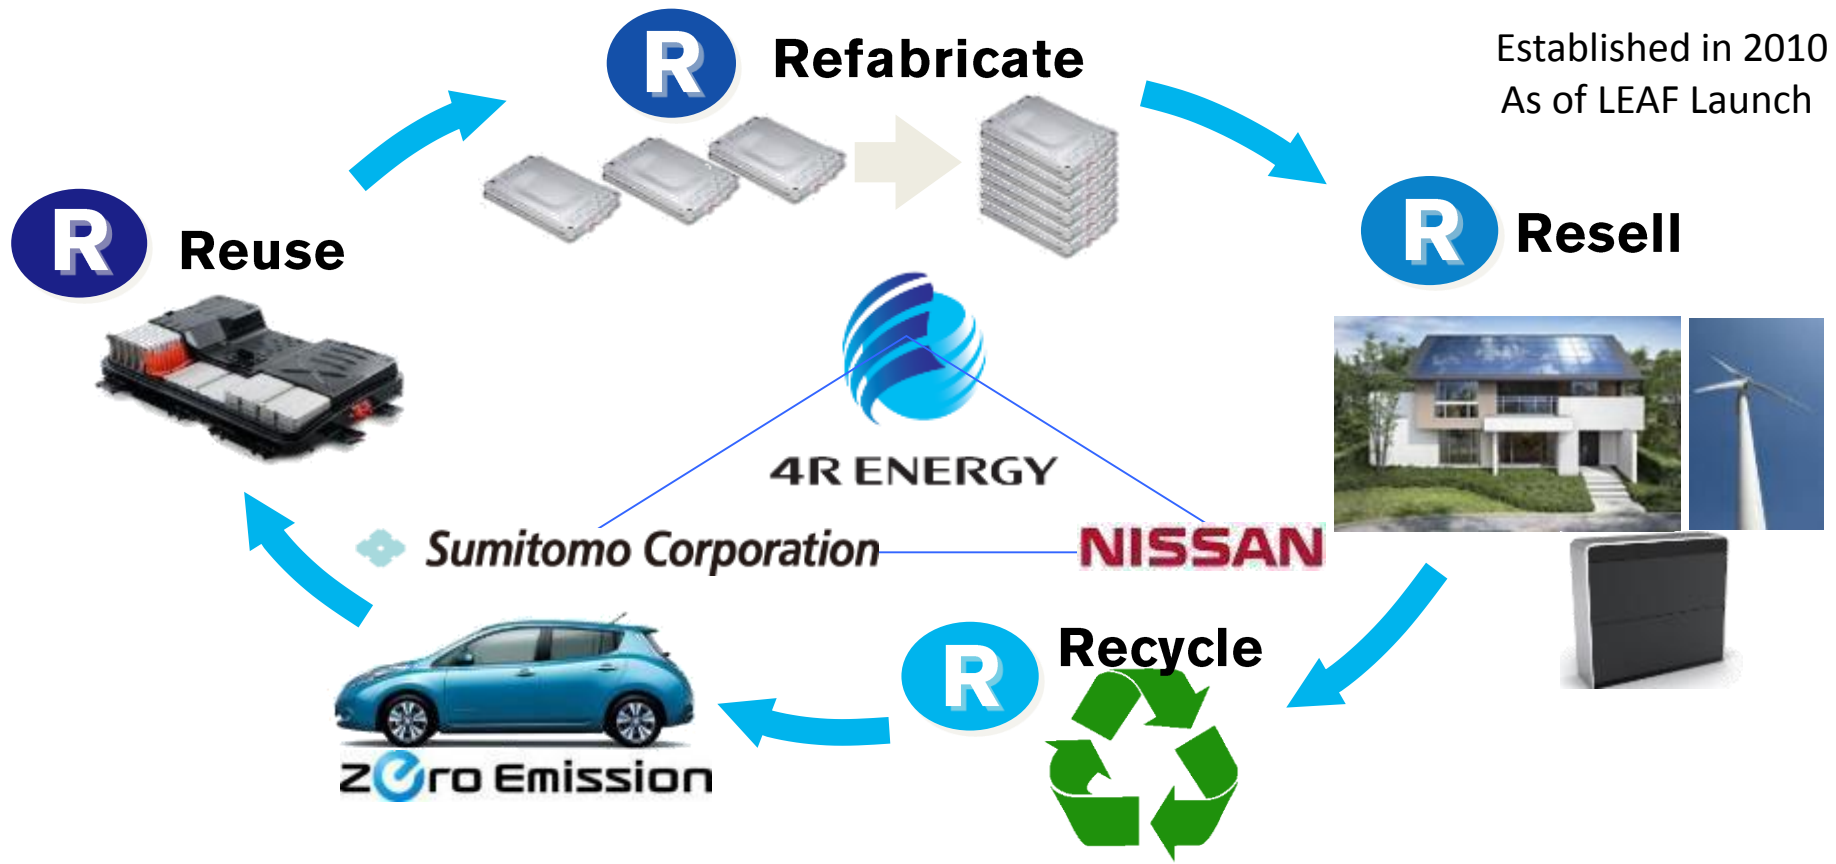 R Refabricate
Established in 2010
As of LEAF Launch
R Reuse
R Resell
4R ENERGY
Sumitomo Corporation
NISSAN
R Recycle
zero Emission